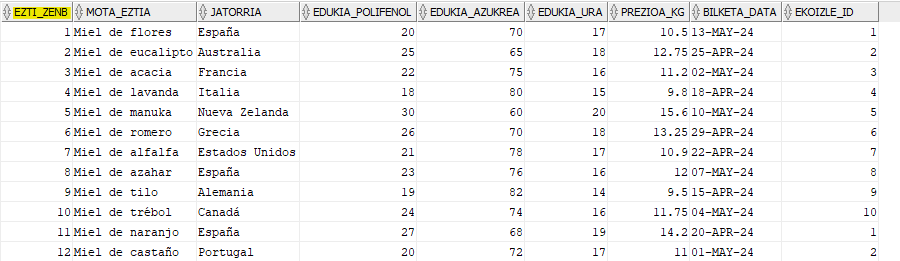 EZTI_ZENB MOTA_EZTIA JATORRIA EDUKIA_POLIFENOL EDUKIA_AZUKREA EDUKIA_URA PREZIOA_KG BILKETA_DATA EKOIZLE_ID
1 Miel de flores España 20 70 17 10.5 13-MAY-24 1
2 Miel de eucalipto Australia 25 65 18 12.75 25-APR-24 2
3 Miel de acacia Francia 22 75 16 11.2 02-MAY-24 3
4 Miel de lavanda Italia 18 80 15 9.8 18-APR-24 4
5 Miel de manuka Nueva Zelanda 30 60 20 15.6 10-MAY-24 5
6 Miel de romero Grecia 26 70 18 13.25 29-APR-24 6
7 Miel de alfalfa Estados Unidos 21 78 17 10.9 22-APR-24 7
8 Miel de azahar España 23 76 16 12 07-MAY-24 8
9 Miel de tilo Alemania 19 82 14 9.5 15-APR-24 9
10 Miel de trébol Canadá 24 74 16 11.75 04-MAY-24 10
11 Miel de naranjo España 27 68 19 14.2 20-APR-24 1
12 Miel de castaño Portugal 20 72 17 11 01-MAY-24 2